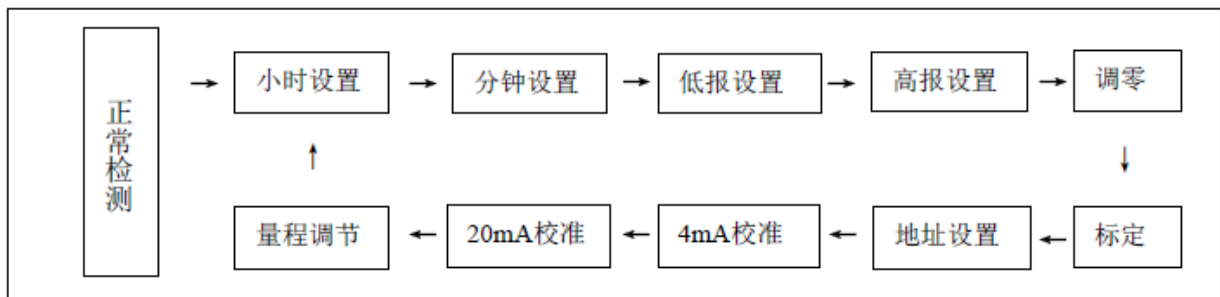 正常检测
小时设置
分钟设置
低报设置
高报设置
调零
标定
地址设置
4mA校准
20mA校准
量程调节